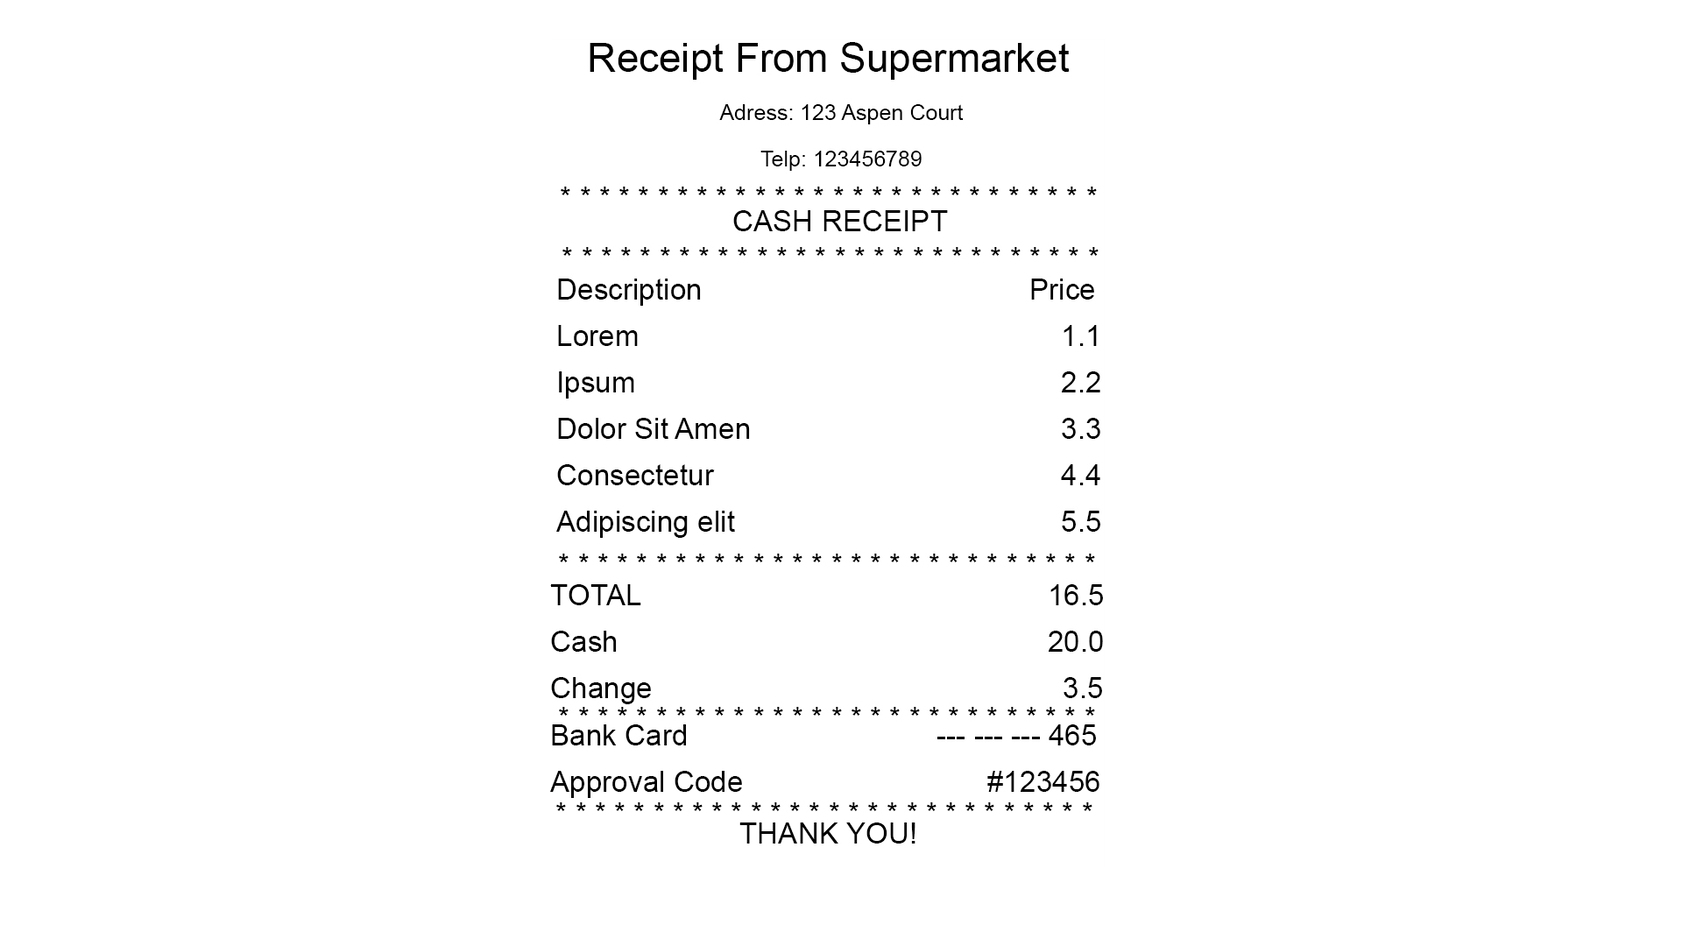 Receipt From Supermarket
Adress: 123 Aspen Court
Telp: 123456789
* * * * * * * * * * * * * * * * * * * * * * * * * * * *
CASH RECEIPT
* * * * * * * * * * * * * * * * * * * * * * * * * * * *
Description Price
Lorem 1.1
Ipsum 2.2
Dolor Sit Amen 3.3
Consectetur 4.4
Adipiscing elit 5.5
* * * * * * * * * * * * * * * * * * * * * * * * * * * *
TOTAL 16.5
Cash 20.0
Change 3.5
* * * * * * * * * * * * * * * * * * * * * * * * * * * *
Bank Card --- --- --- 465
Approval Code #123456
* * * * * * * * * * * * * * * * * * * * * * * * * * * *
THANK YOU!